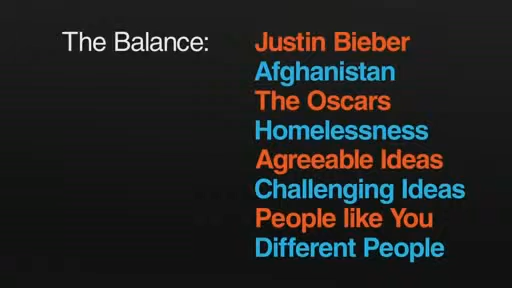 The Balance: Justin Bieber
Afghanistan
The Oscars
Homelessness
Agreeable Ideas
Challenging Ideas
People like You
Different People